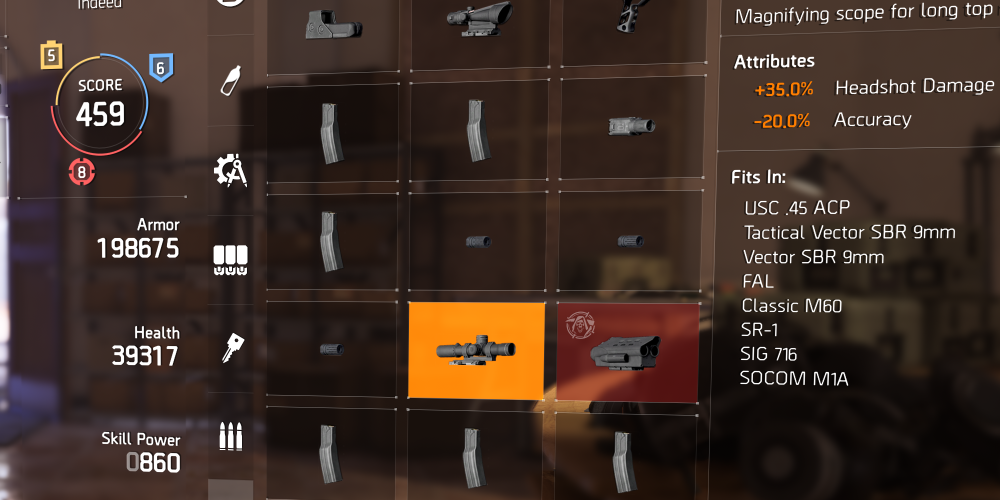 Indeed
5
6
SCORE
459
8
Armor
198675
Health
39317
Skill Power
0860
Magnifying scope for long top
Attributes
+35.0% Headshot Damage
-20.0% Accuracy
Fits In:
USC .45 ACP
Tactical Vector SBR 9mm
Vector SBR 9mm
FAL
Classic M60
SR-1
SIG 716
SOCOM M1A